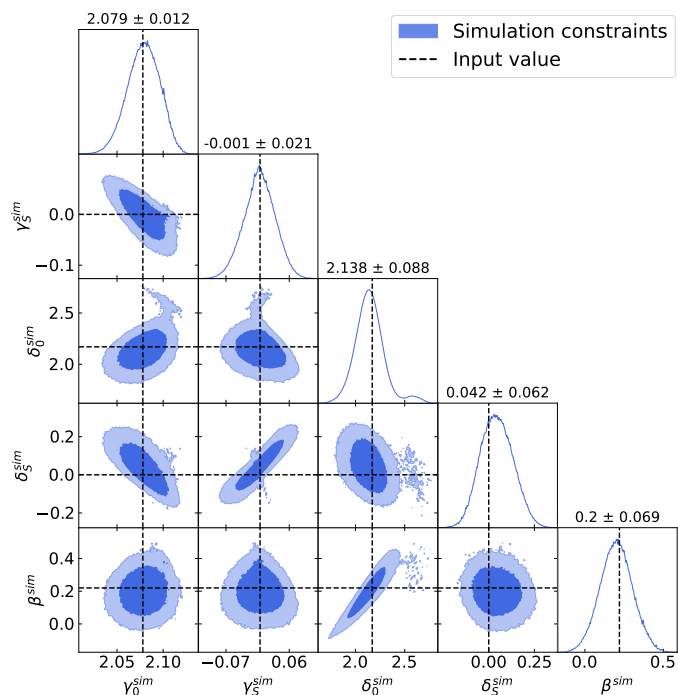 2.079 ± 0.012
Simulation constraints
Input value
-0.001 ± 0.021
0.0
−0.1
γ_S^{sim}
2.138 ± 0.088
2.5
2.0
δ_0^{sim}
0.042 ± 0.062
0.2
0.0
−0.2
δ_S^{sim}
0.2 ± 0.069
0.4
0.2
0.0
β^{sim}
2.05 2.10 −0.07 0.06 2.0 2.5 0.00 0.25 0.0 0.5
γ_0^{sim} γ_S^{sim} δ_0^{sim} δ_S^{sim} β^{sim}